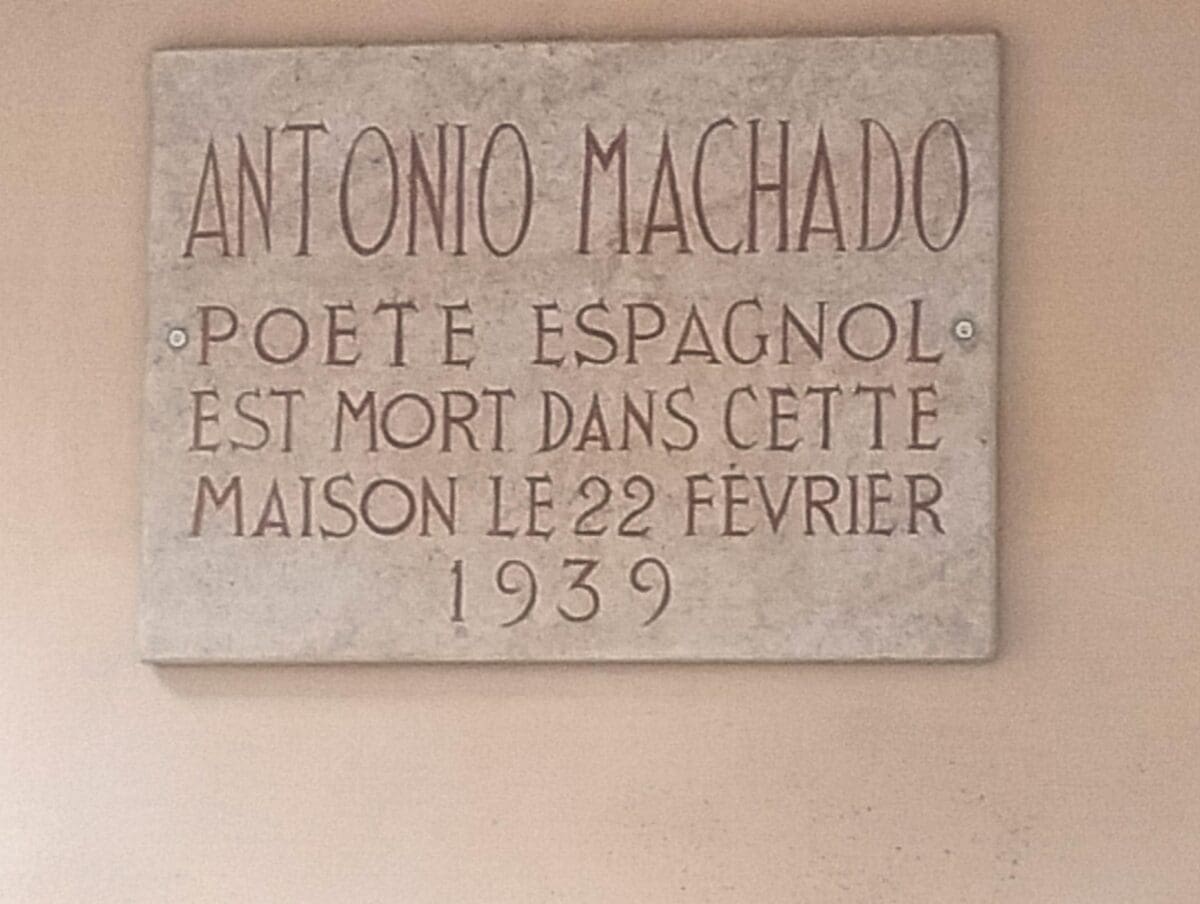 ANTONIO MACHADO
POETE ESPAGNOL
EST MORT DANS CETTE
MAISON LE 22 FÉVRIER
1939